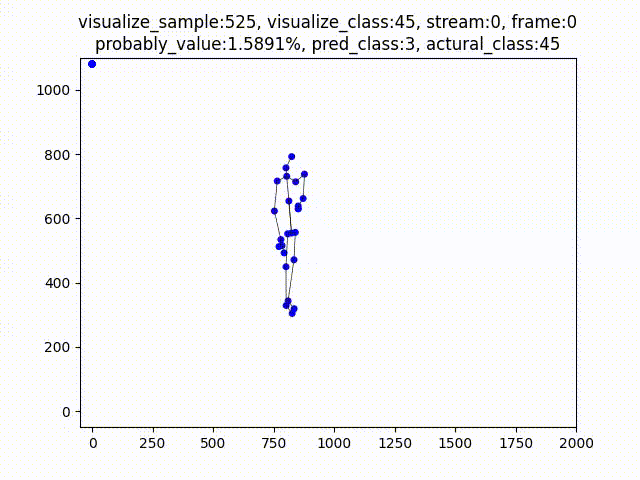 visualize_sample:525, visualize_class:45, stream:0, frame:0
probably_value:1.5891%, pred_class:3, actural_class:45
1000
800
600
400
200
0
0 250 500 750 1000 1250 1500 1750 2000